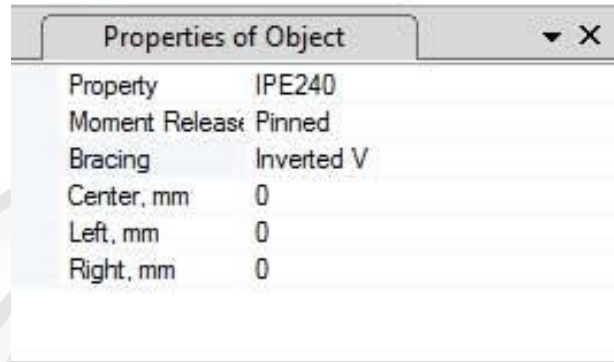 Properties of Object
Property IPE240
Moment Release Pinned
Bracing Inverted V
Center, mm 0
Left, mm 0
Right, mm 0